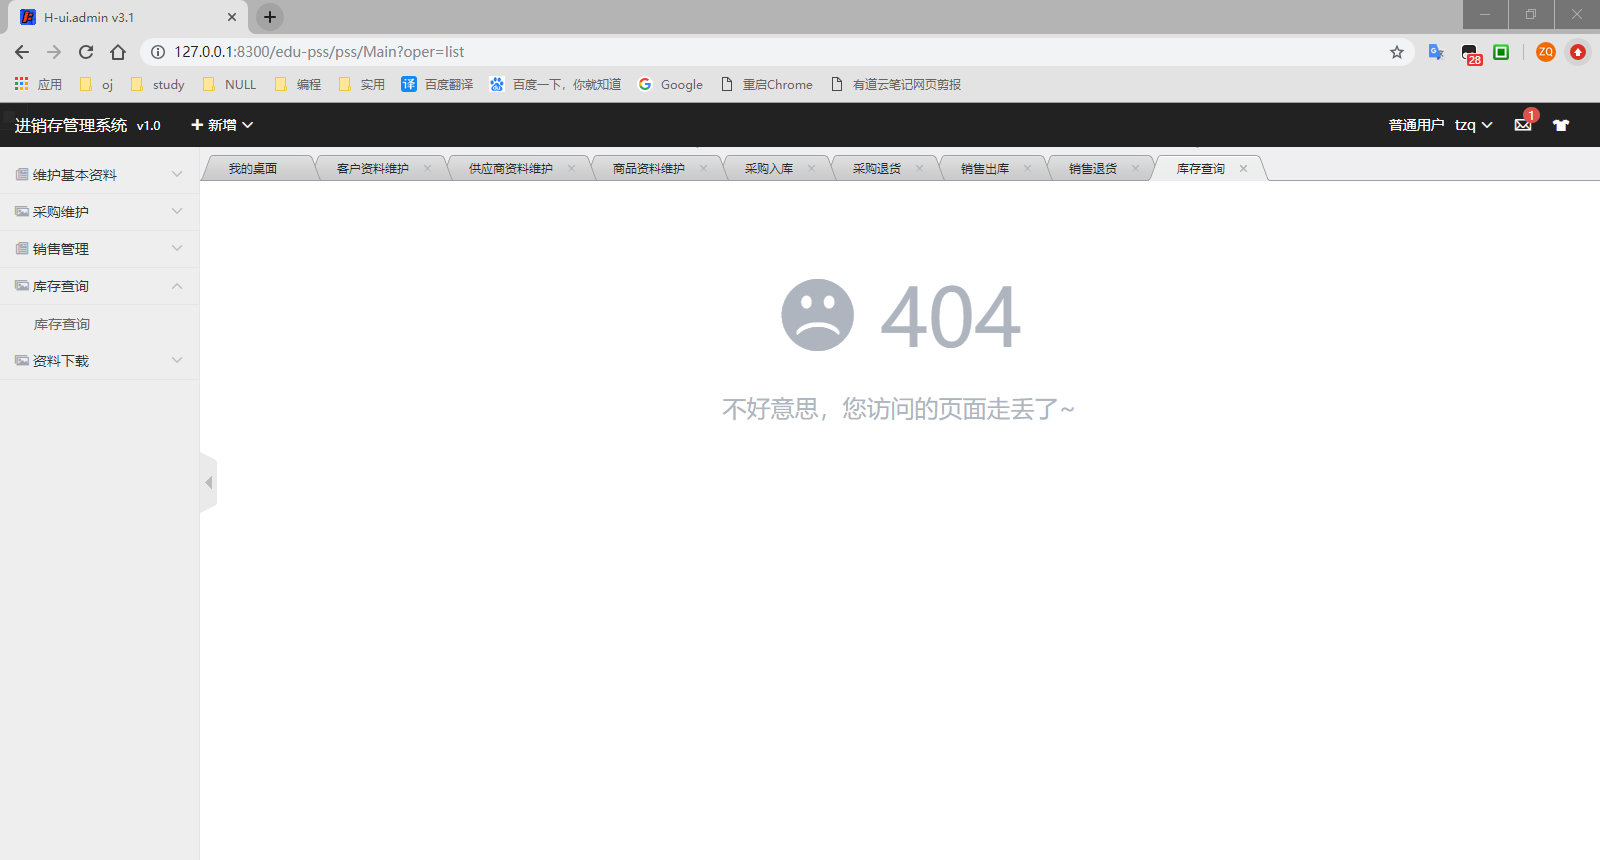 H-ui.admin v3.1
127.0.0.1:8300/edu-pss/pss/Main?oper=list
28
ZQ
应用 oj study NULL 编程 实用 译 百度翻译 百度一下，你就知道 Google 重启Chrome 有道云笔记网页剪报
进销存管理系统 v1.0 新增 普通用户 tzq 1
我的桌面 客户资料维护 供应商资料维护 商品资料维护 采购入库 采购退货 销售出库 销售退货 库存查询
维护基本资料
采购维护
销售管理
库存查询
库存查询
资料下载
404
不好意思，您访问的页面走丢了~